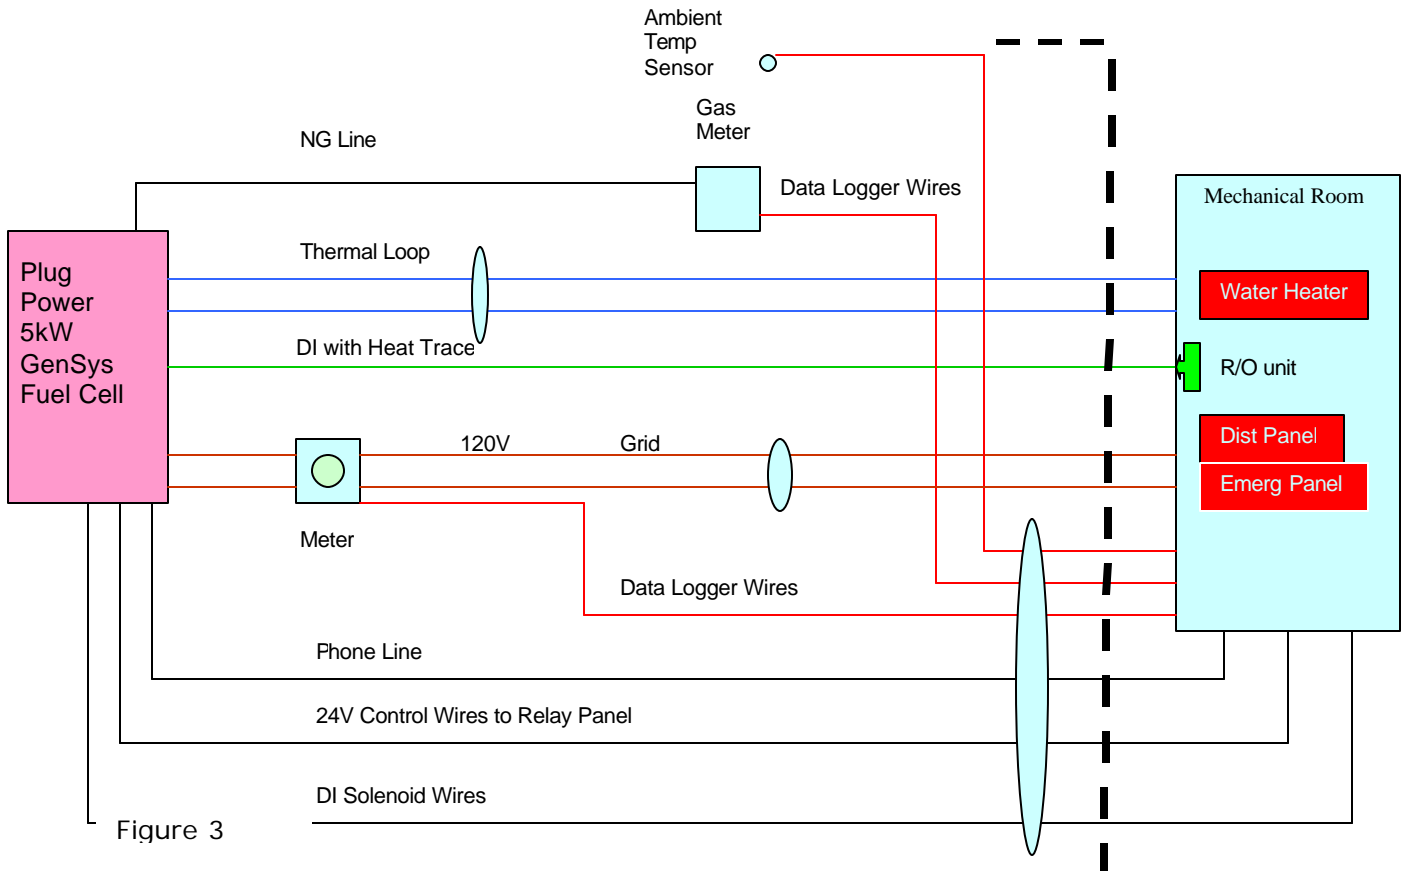 Ambient
Temp
Sensor
Gas
Meter
NG Line
Data Logger Wires
Mechanical Room
Thermal Loop
Plug
Power
5kW
GenSys
Fuel Cell
Water Heater
DI with Heat Trace
R/O unit
120V
Grid
Dist Panel
Emerg Panel
Meter
Data Logger Wires
Phone Line
24V Control Wires to Relay Panel
DI Solenoid Wires
Figure 3